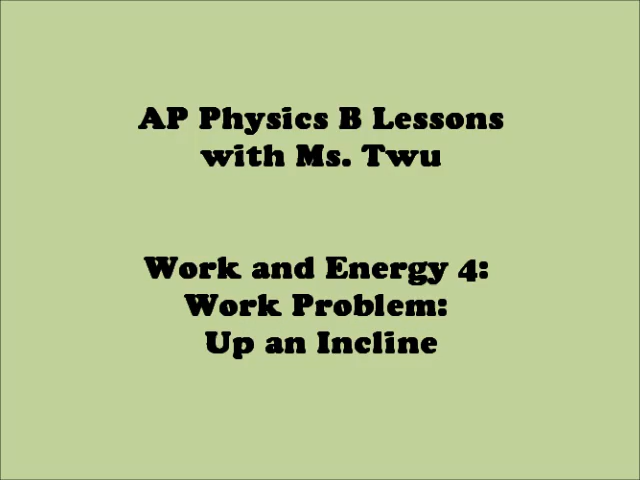 AP Physics B Lessons
with Ms. Twu
Work and Energy 4:
Work Problem:
Up an Incline